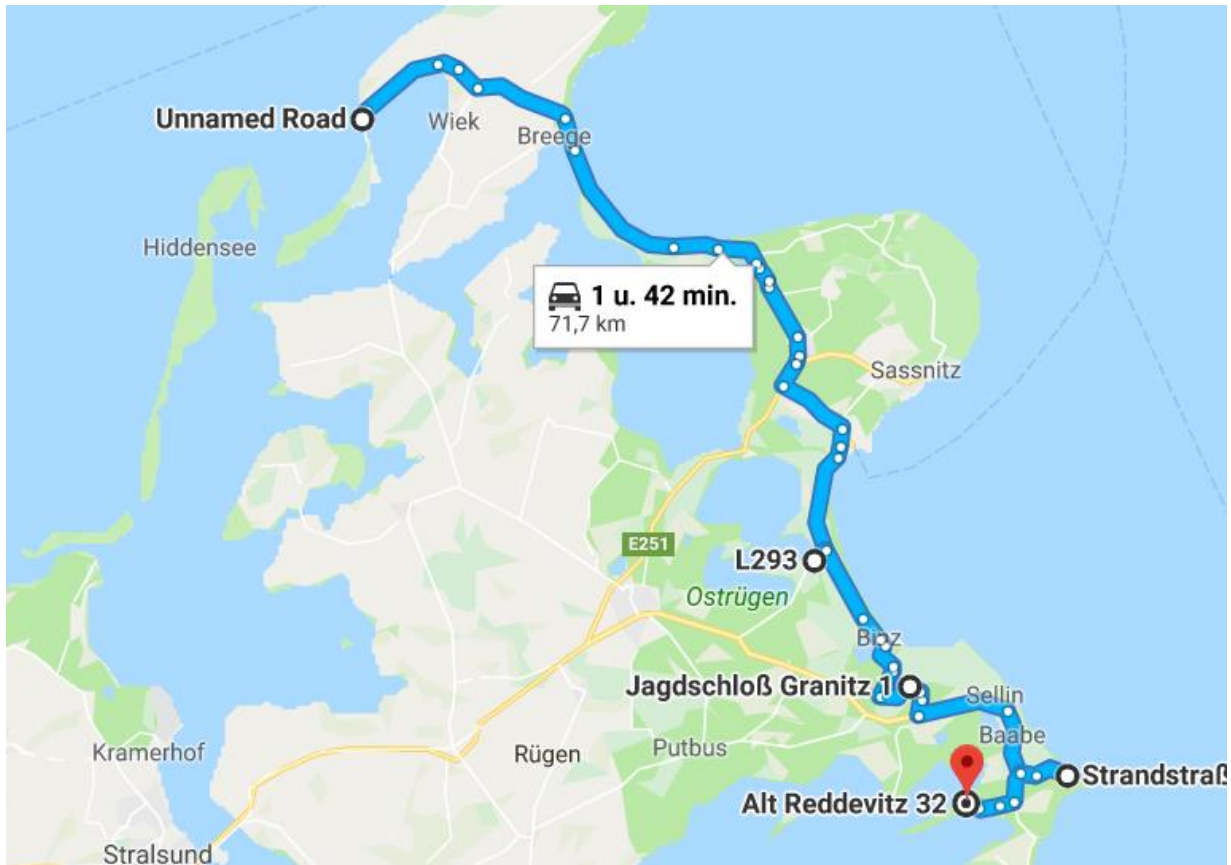 Unnamed Road
Wiek
Breege
Hiddensee
1 u. 42 min.
71,7 km
Sassnitz
E251
L293
Ostrügen
Binz
Jagdschloß Granitz 1
Sellin
Baabe
Kramerhof
Rügen
Putbus
Strandstraß
Alt Reddevitz 32
Stralsund